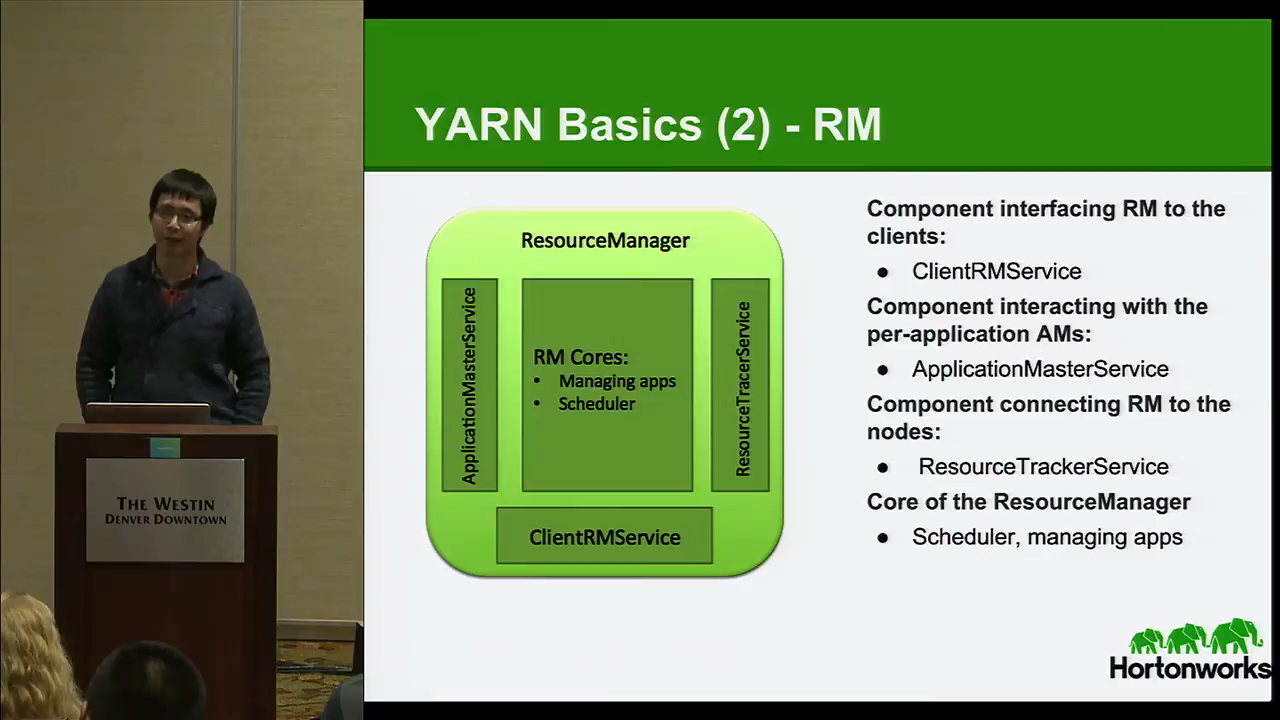 YARN Basics (2) - RM
ResourceManager
ApplicationMasterService
RM Cores:
• Managing apps
• Scheduler
ResourceTracerService
ClientRMService
Component interfacing RM to the
clients:
● ClientRMService
Component interacting with the
per-application AMs:
● ApplicationMasterService
Component connecting RM to the
nodes:
● ResourceTrackerService
Core of the ResourceManager
● Scheduler, managing apps
Hortonworks
THE WESTIN
DENVER DOWNTOWN